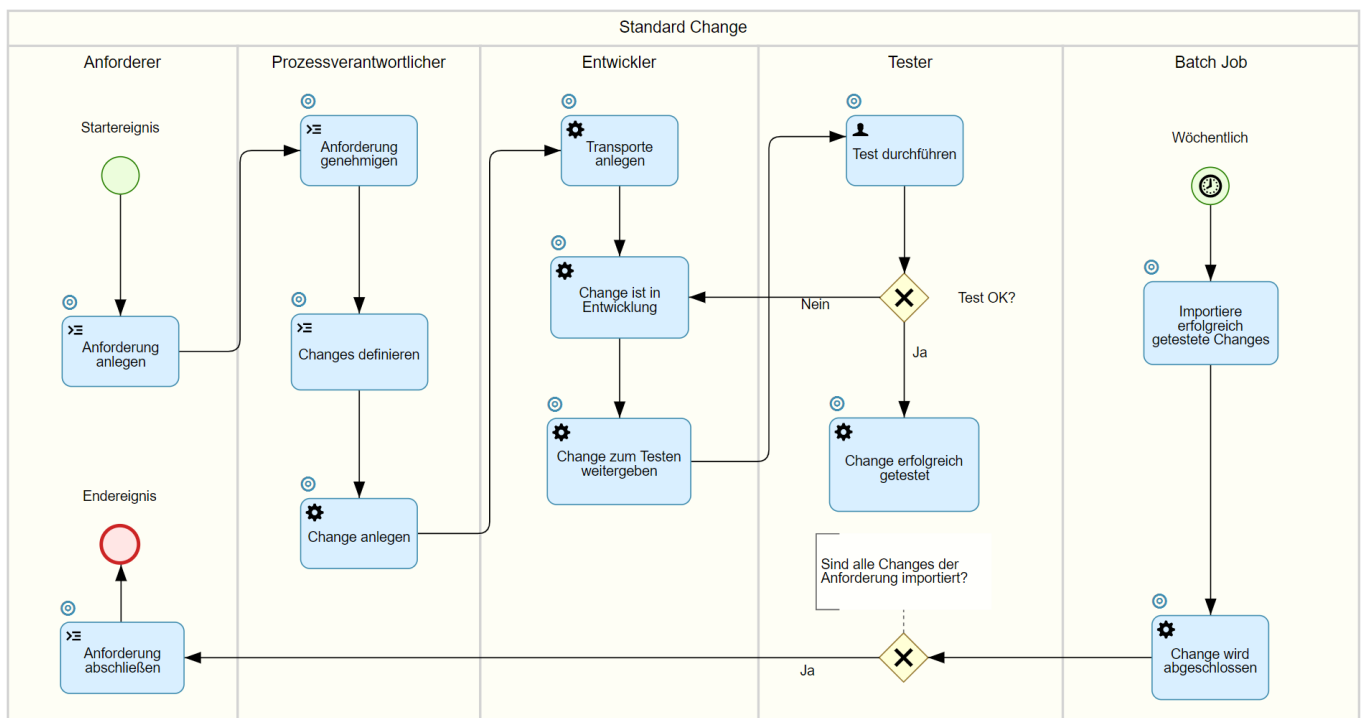 Standard Change
Anforderer
Prozessverantwortlicher
Entwickler
Tester
Batch Job
Startereignis
Anforderung
anlegen
Endereignis
Anforderung
abschließen
Anforderung
genehmigen
Changes definieren
Change anlegen
Transporte
anlegen
Change ist in
Entwicklung
Change zum Testen
weitergeben
Test durchführen
Nein
Test OK?
Ja
Change erfolgreich
getestet
Sind alle Changes der
Anforderung importiert?
Ja
Wöchentlich
Importiere
erfolgreich
getestete Changes
Change wird
abgeschlossen